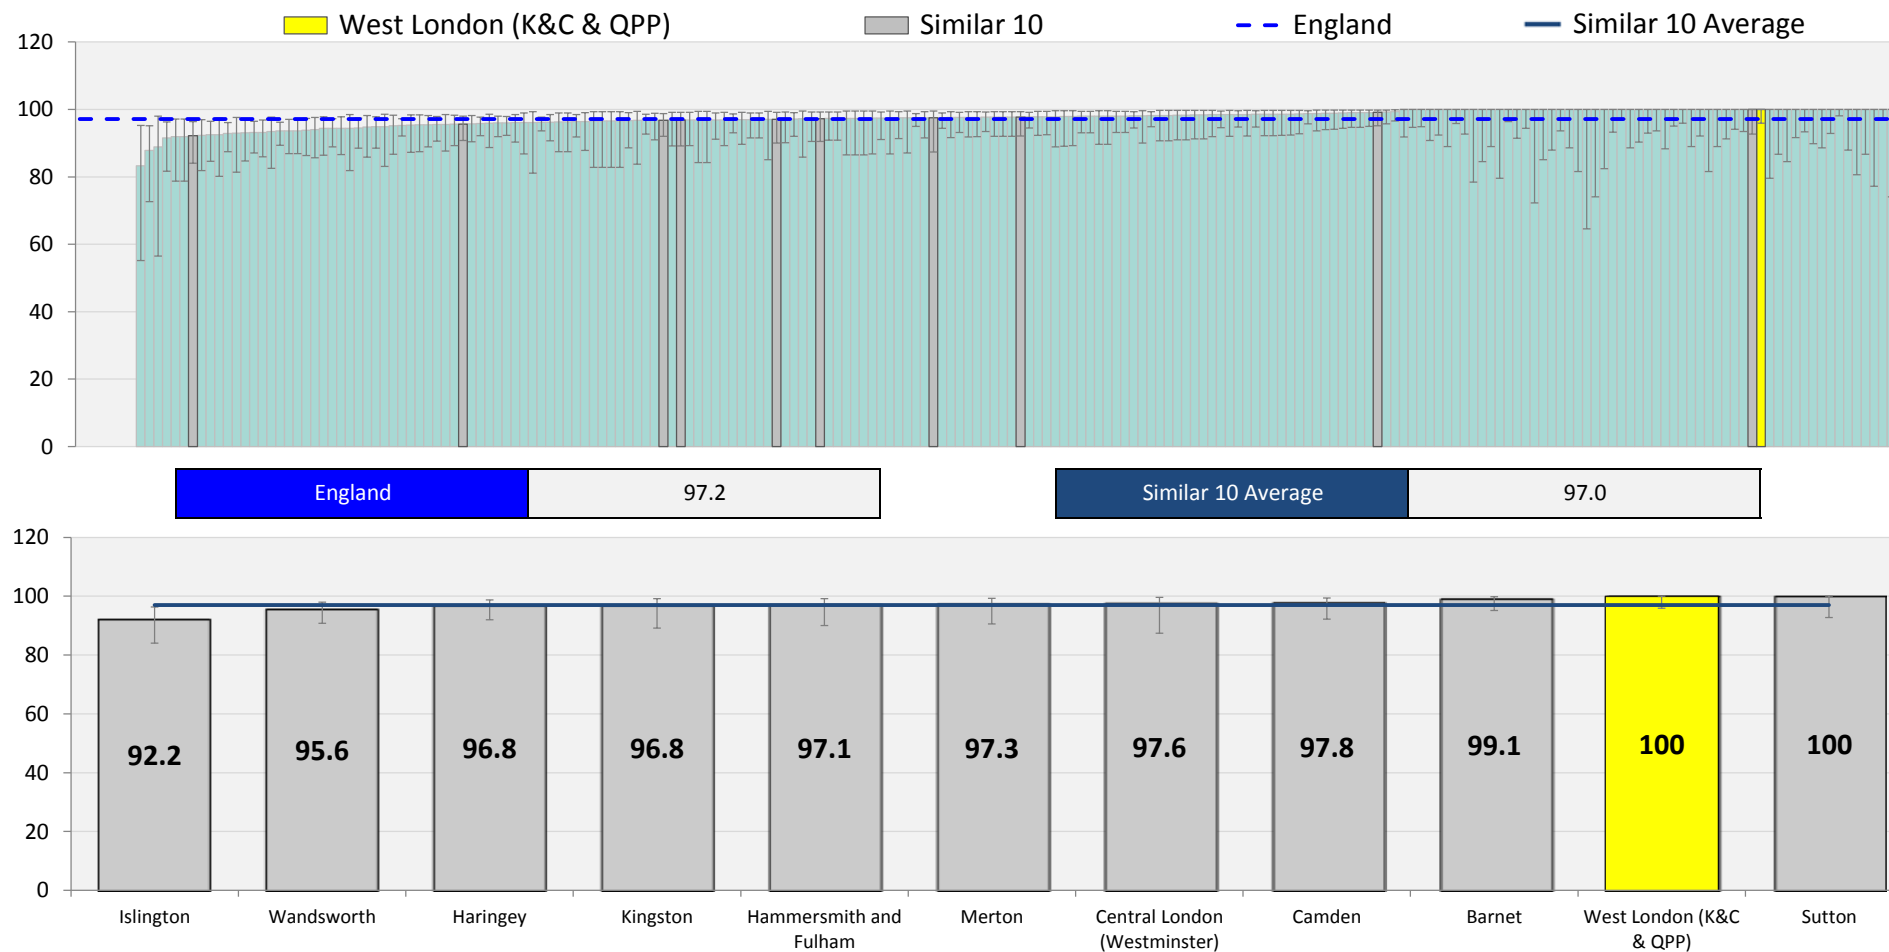 West London (K&C & QPP)
Similar 10
England
Similar 10 Average
120
100
80
60
40
20
0
England
97.2
Similar 10 Average
97.0
120
100
80
60
40
20
0
92.2
95.6
96.8
96.8
97.1
97.3
97.6
97.8
99.1
100
100
Islington
Wandsworth
Haringey
Kingston
Hammersmith and
Fulham
Merton
Central London
(Westminster)
Camden
Barnet
West London (K&C
& QPP)
Sutton